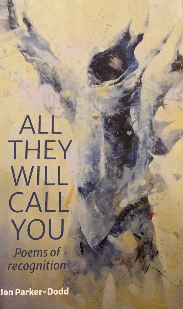 ALL
THEY
WILL
CALL
YOU
Poems of
recognition
Ian Parker-Dodd